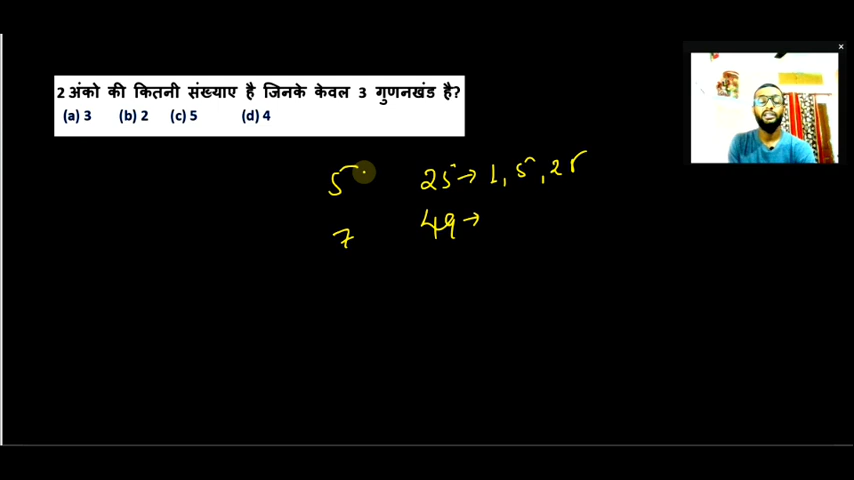 2 अंको की कितनी संख्याए है जिनके केवल 3 गुणनखंड है?
(a) 3 (b) 2 (c) 5 (d) 4
5 25 → 1, 5, 25
7 49 →